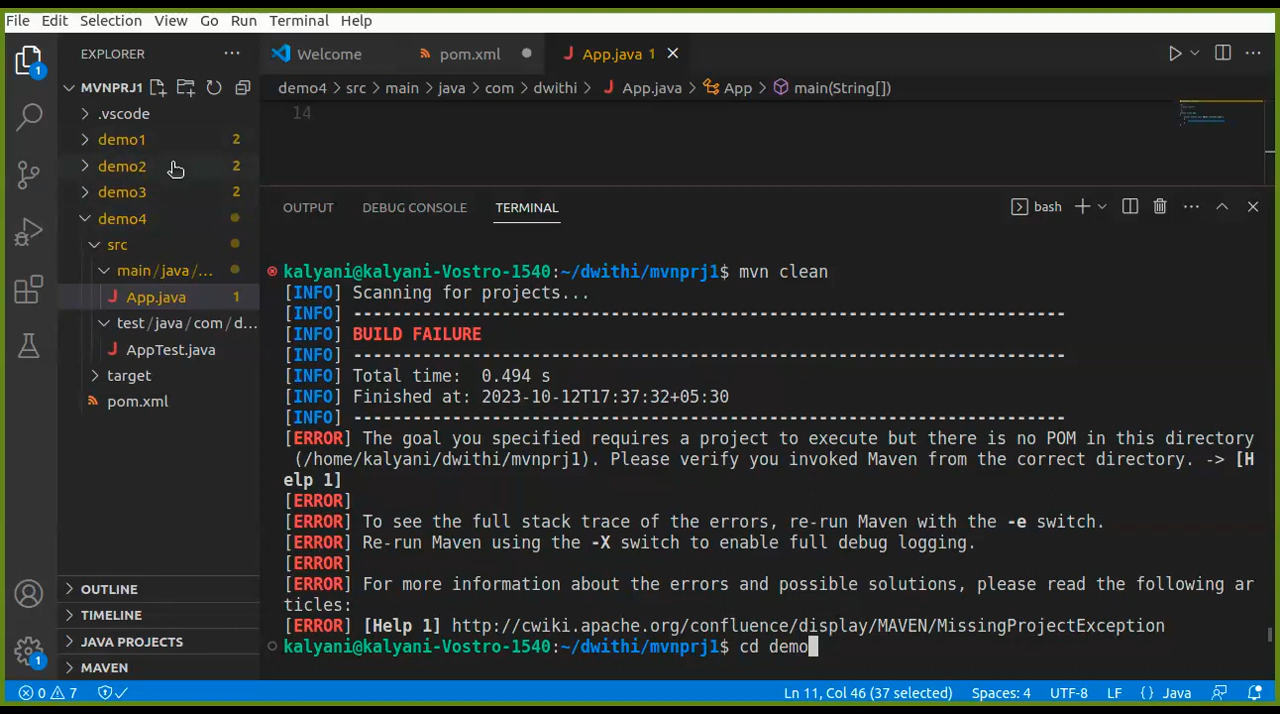 File Edit Selection View Go Run Terminal Help
EXPLORER
Welcome
pom.xml
App.java 1
MVNPRJ1
demo4 > src > main > java > com > dwithi > App.java > App > main(String[])
.vscode
14
demo1 2
demo2 2
demo3 2
demo4
src
main / java / ...
App.java 1
test / java / com / d...
AppTest.java
target
pom.xml
OUTLINE
TIMELINE
JAVA PROJECTS
MAVEN
1
1
OUTPUT DEBUG CONSOLE TERMINAL
bash
kalyani@kalyani-Vostro-1540:~/dwithi/mvnprj1$ mvn clean
[INFO] Scanning for projects...
[INFO] ------------------------------------------------------------------------
[INFO] BUILD FAILURE
[INFO] ------------------------------------------------------------------------
[INFO] Total time:  0.494 s
[INFO] Finished at: 2023-10-12T17:37:32+05:30
[INFO] ------------------------------------------------------------------------
[ERROR] The goal you specified requires a project to execute but there is no POM in this directory
(/home/kalyani/dwithi/mvnprj1). Please verify you invoked Maven from the correct directory. -> [H
elp 1]
[ERROR]
[ERROR] To see the full stack trace of the errors, re-run Maven with the -e switch.
[ERROR] Re-run Maven using the -X switch to enable full debug logging.
[ERROR]
[ERROR] For more information about the errors and possible solutions, please read the following ar
ticles:
[ERROR] [Help 1] http://cwiki.apache.org/confluence/display/MAVEN/MissingProjectException
kalyani@kalyani-Vostro-1540:~/dwithi/mvnprj1$ cd demo
0 7
Ln 11, Col 46 (37 selected) Spaces: 4 UTF-8 LF {} Java